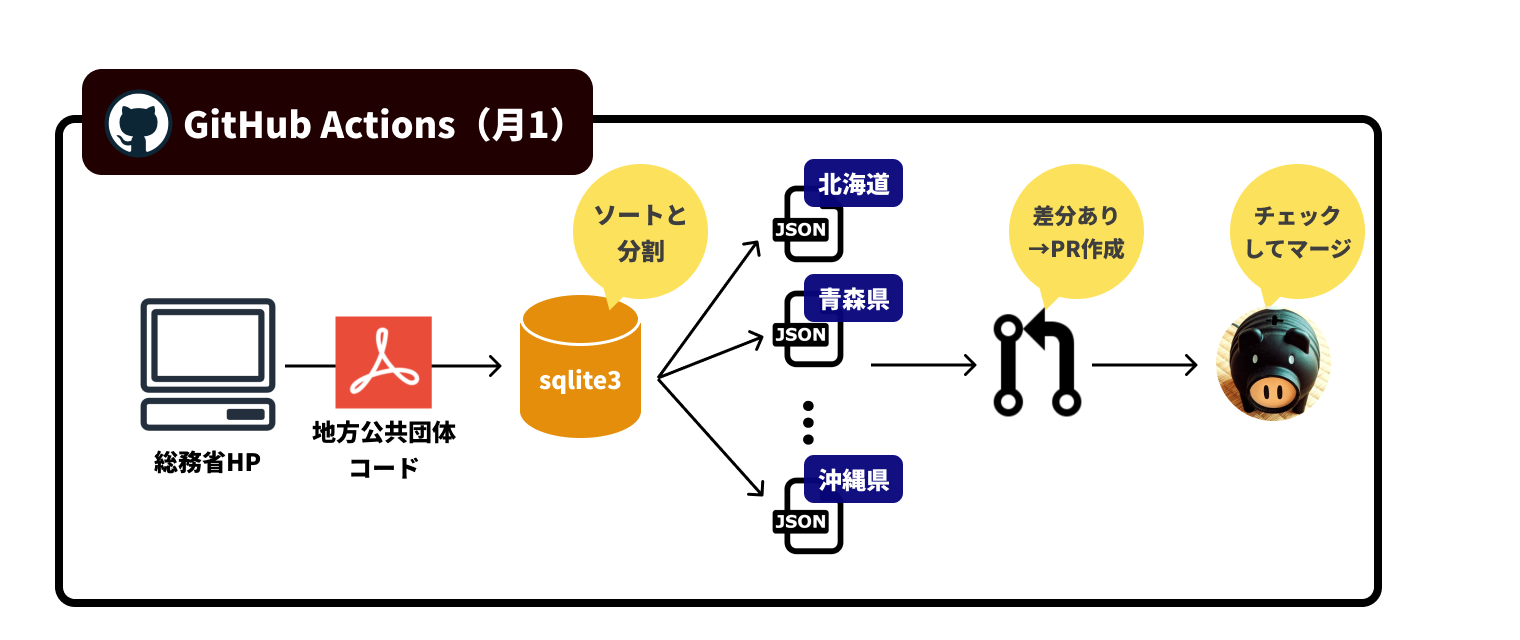 GitHub Actions（月1）
総務省HP
地方公共団体
コード
ソートと
分割
sqlite3
北海道
JSON
青森県
JSON
沖縄県
JSON
差分あり
→PR作成
チェック
してマージ